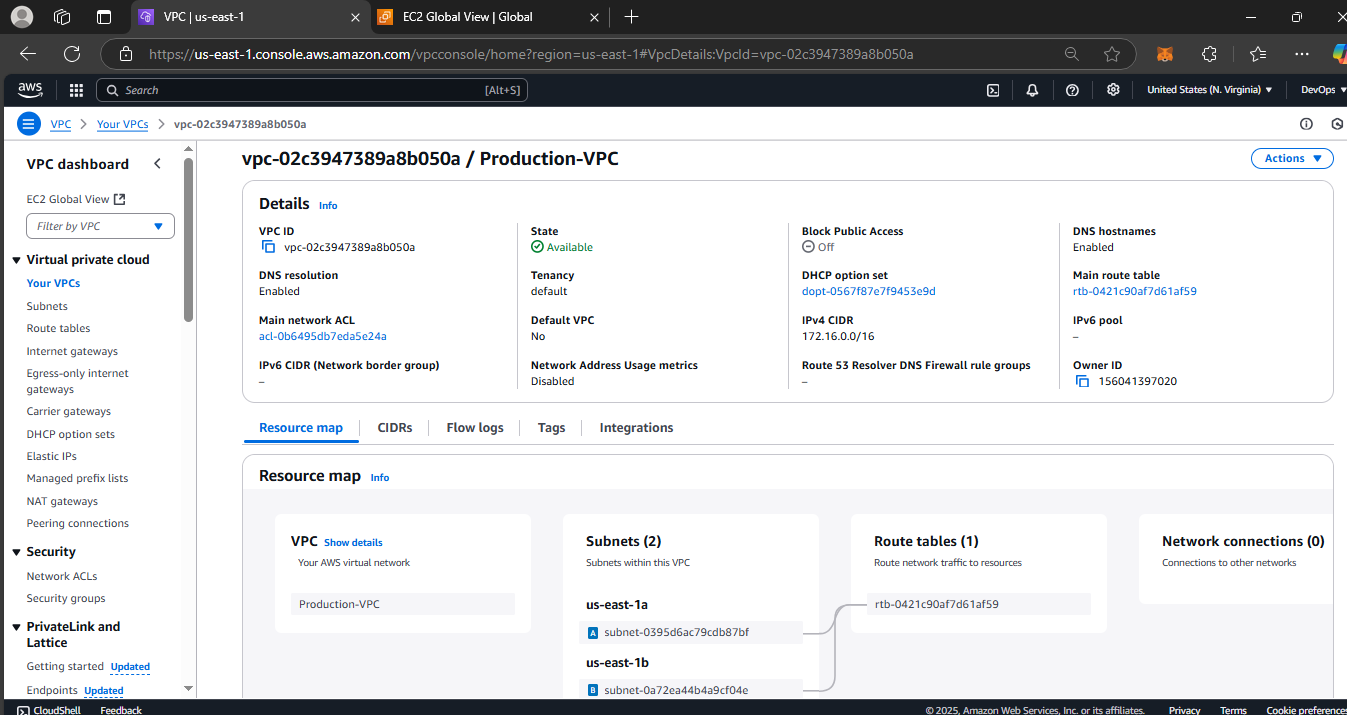 VPC | us-east-1
EC2 Global View | Global
https://us-east-1.console.aws.amazon.com/vpcconsole/home?region=us-east-1#VpcDetails:VpcId=vpc-02c3947389a8b050a
aws
Search
[Alt+S]
United States (N. Virginia)
DevOps
VPC
Your VPCs
vpc-02c3947389a8b050a
VPC dashboard
EC2 Global View
Filter by VPC
Virtual private cloud
Your VPCs
Subnets
Route tables
Internet gateways
Egress-only internet
gateways
Carrier gateways
DHCP option sets
Elastic IPs
Managed prefix lists
NAT gateways
Peering connections
Security
Network ACLs
Security groups
PrivateLink and
Lattice
Getting started Updated
Endpoints Updated
vpc-02c3947389a8b050a / Production-VPC
Actions
Details Info
VPC ID
vpc-02c3947389a8b050a
State
Available
Block Public Access
Off
DNS hostnames
Enabled
DNS resolution
Enabled
Tenancy
default
DHCP option set
dopt-0567f87e7f9453e9d
Main route table
rtb-0421c90af7d61af59
Main network ACL
acl-0b6495db7eda5e24a
Default VPC
No
IPv4 CIDR
172.16.0.0/16
IPv6 pool
–
IPv6 CIDR (Network border group)
–
Network Address Usage metrics
Disabled
Route 53 Resolver DNS Firewall rule groups
–
Owner ID
156041397020
Resource map
CIDRs
Flow logs
Tags
Integrations
Resource map Info
VPC Show details
Your AWS virtual network
Production-VPC
Subnets (2)
Subnets within this VPC
us-east-1a
A subnet-0395d6ac79cdb87bf
us-east-1b
B subnet-0a72ea44b4a9cf04e
Route tables (1)
Route network traffic to resources
rtb-0421c90af7d61af59
Network connections (0)
Connections to other networks
CloudShell
Feedback
© 2025, Amazon Web Services, Inc. or its affiliates.
Privacy
Terms
Cookie preferences